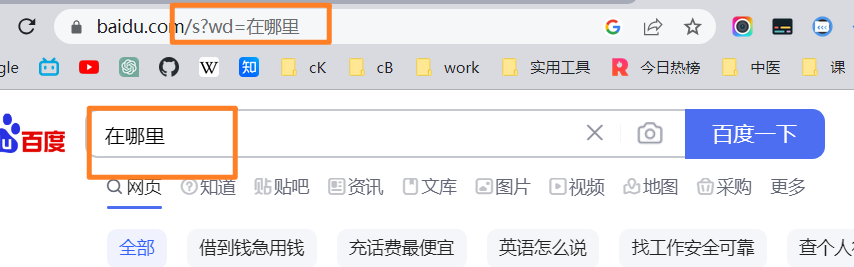 baidu.com/s?wd=在哪里
gle cK cB work 实用工具 今日热榜 中医 课
百度 在哪里 百度一下
网页 知道 贴吧 资讯 文库 图片 视频 地图 采购 更多
全部 借到钱急用钱 充话费最便宜 英语怎么说 找工作安全可靠 查个人